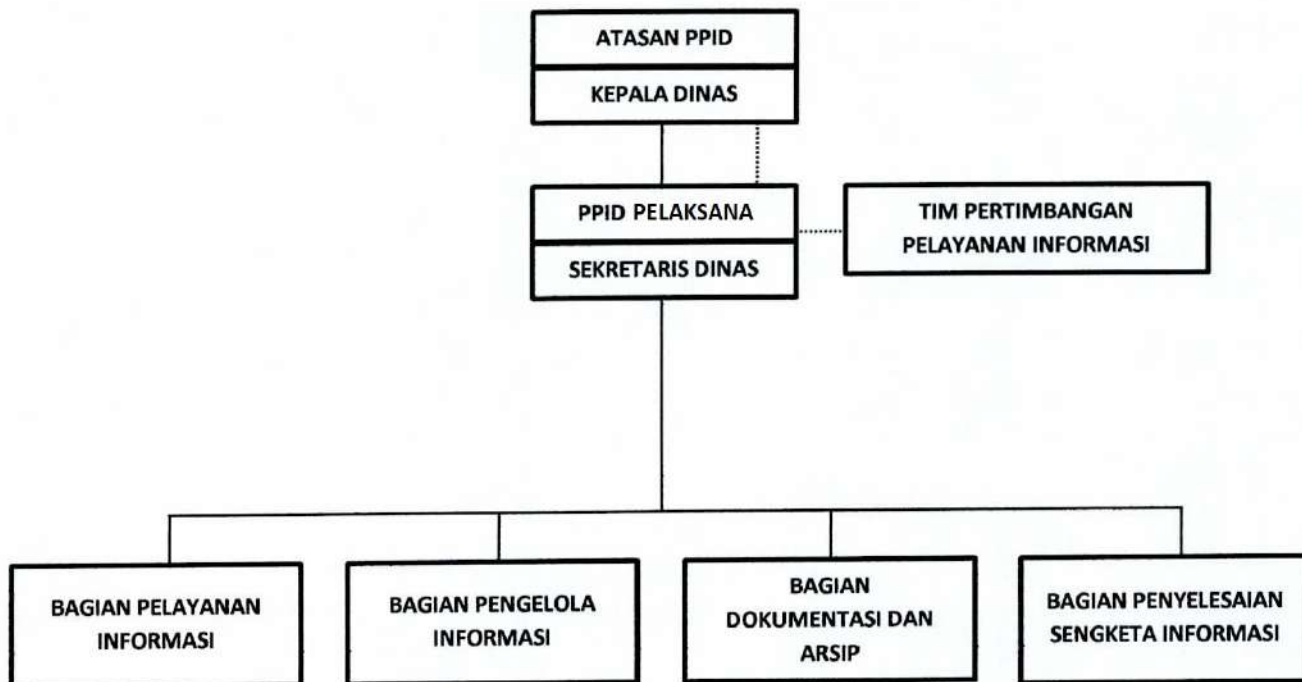 ATASAN PPID
KEPALA DINAS
PPID PELAKSANA
SEKRETARIS DINAS
TIM PERTIMBANGAN
PELAYANAN INFORMASI
BAGIAN PELAYANAN
INFORMASI
BAGIAN PENGELOLA
INFORMASI
BAGIAN
DOKUMENTASI DAN
ARSIP
BAGIAN PENYELESAIAN
SENGKETA INFORMASI